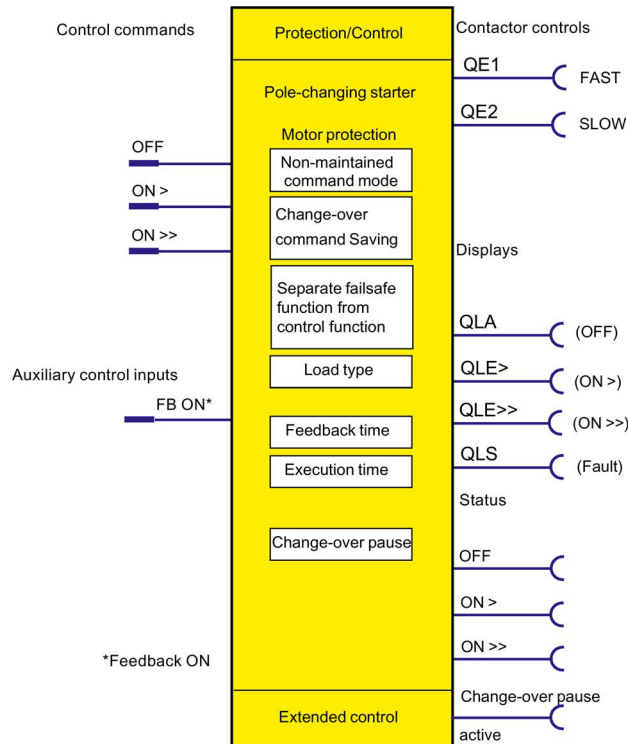 Control commands
Protection/Control
Contactor controls
QE1
FAST
Pole-changing starter
QE2
SLOW
Motor protection
OFF
Non-maintained
command mode
ON >
Change-over
command Saving
ON >>
Displays
Separate failsafe
function from
control function
QLA
(OFF)
Auxiliary control inputs
Load type
QLE>
(ON >)
FB ON*
QLE>>
(ON >>)
Feedback time
QLS
(Fault)
Execution time
Status
Change-over pause
OFF
ON >
*Feedback ON
ON >>
Change-over pause
Extended control
active